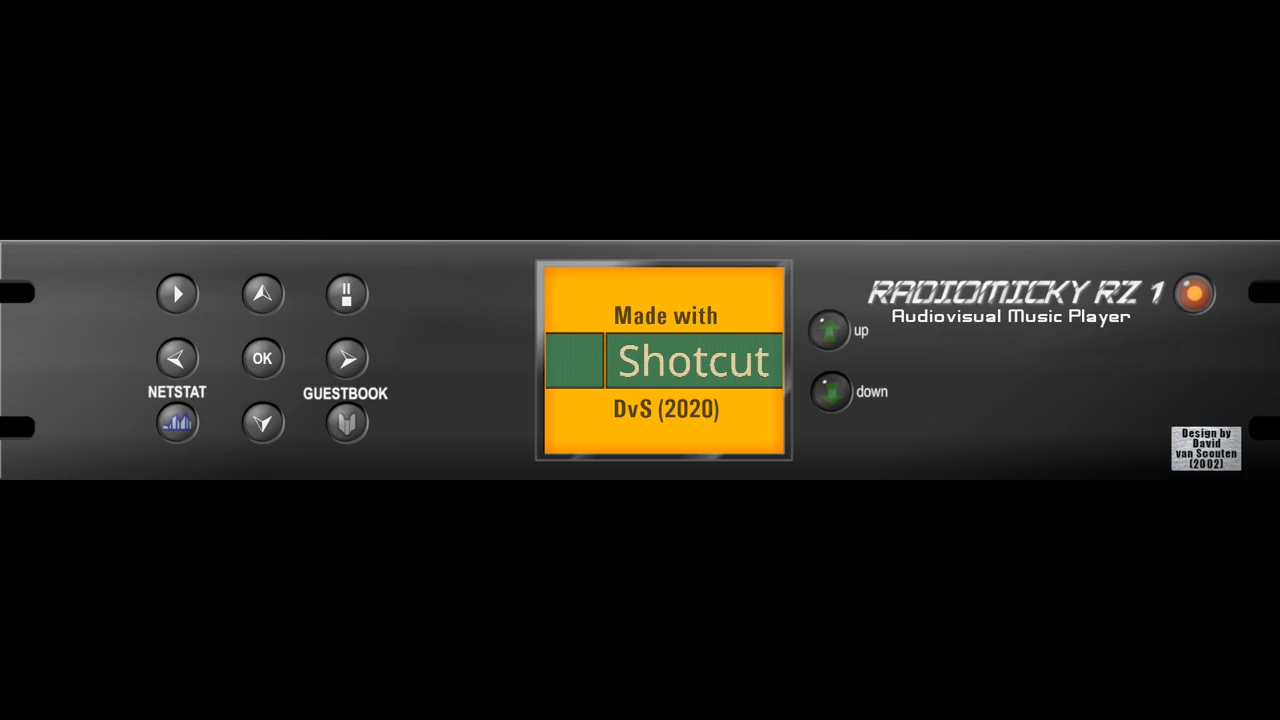 RADIOMICKY RZ 1
Audiovisual Music Player
Made with
Shotcut
DvS (2020)
up
down
OK
NETSTAT
GUESTBOOK
Design by
David
van Scouten
(2002)